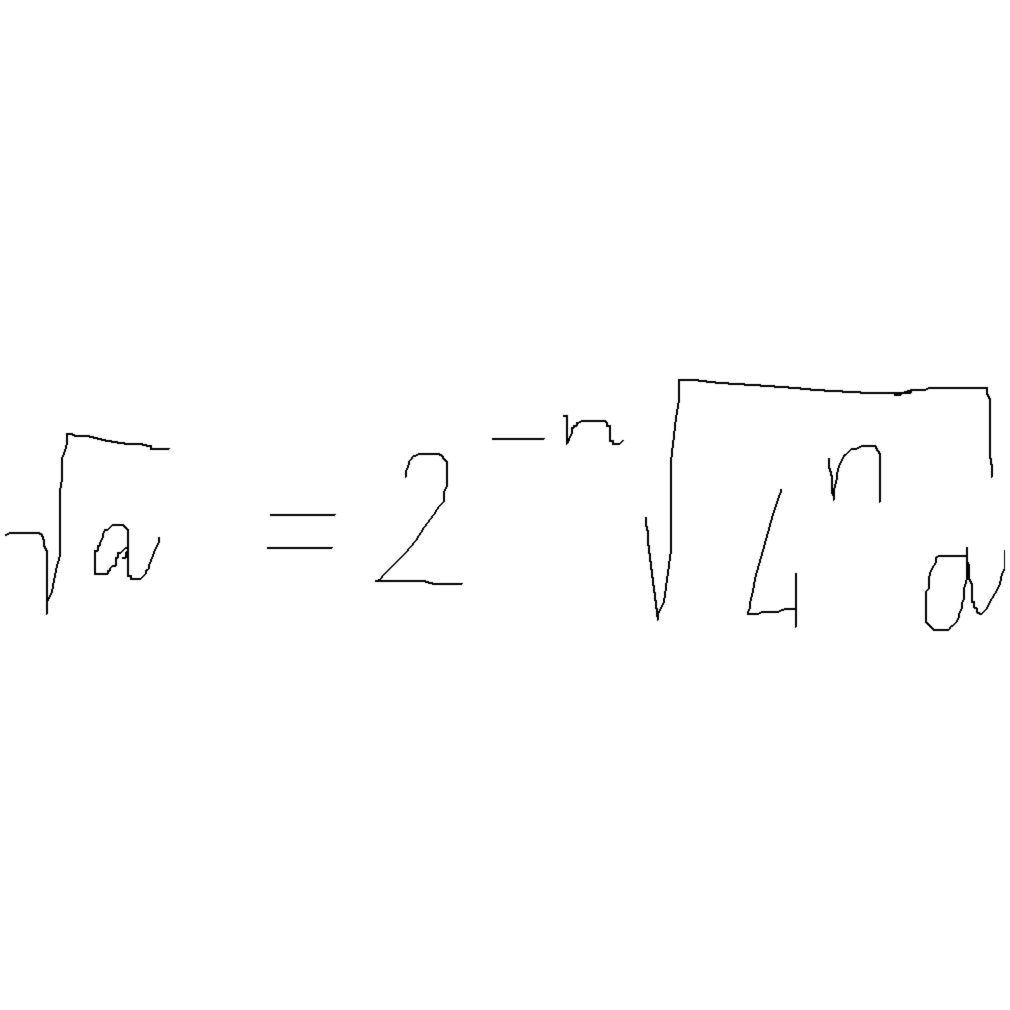 √a = 2^{-n} √(4^n a)